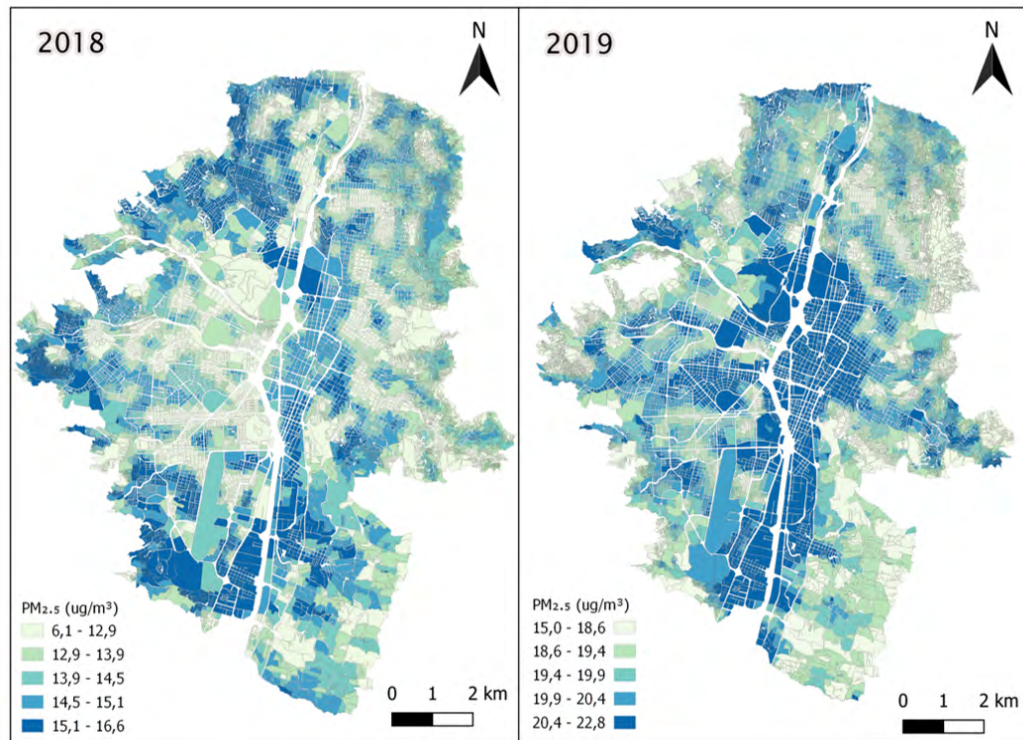 2018
N
PM₂.₅ (ug/m³)
6,1 - 12,9
12,9 - 13,9
13,9 - 14,5
14,5 - 15,1
15,1 - 16,6
0 1 2 km
2019
N
PM₂.₅ (ug/m³)
15,0 - 18,6
18,6 - 19,4
19,4 - 19,9
19,9 - 20,4
20,4 - 22,8
0 1 2 km